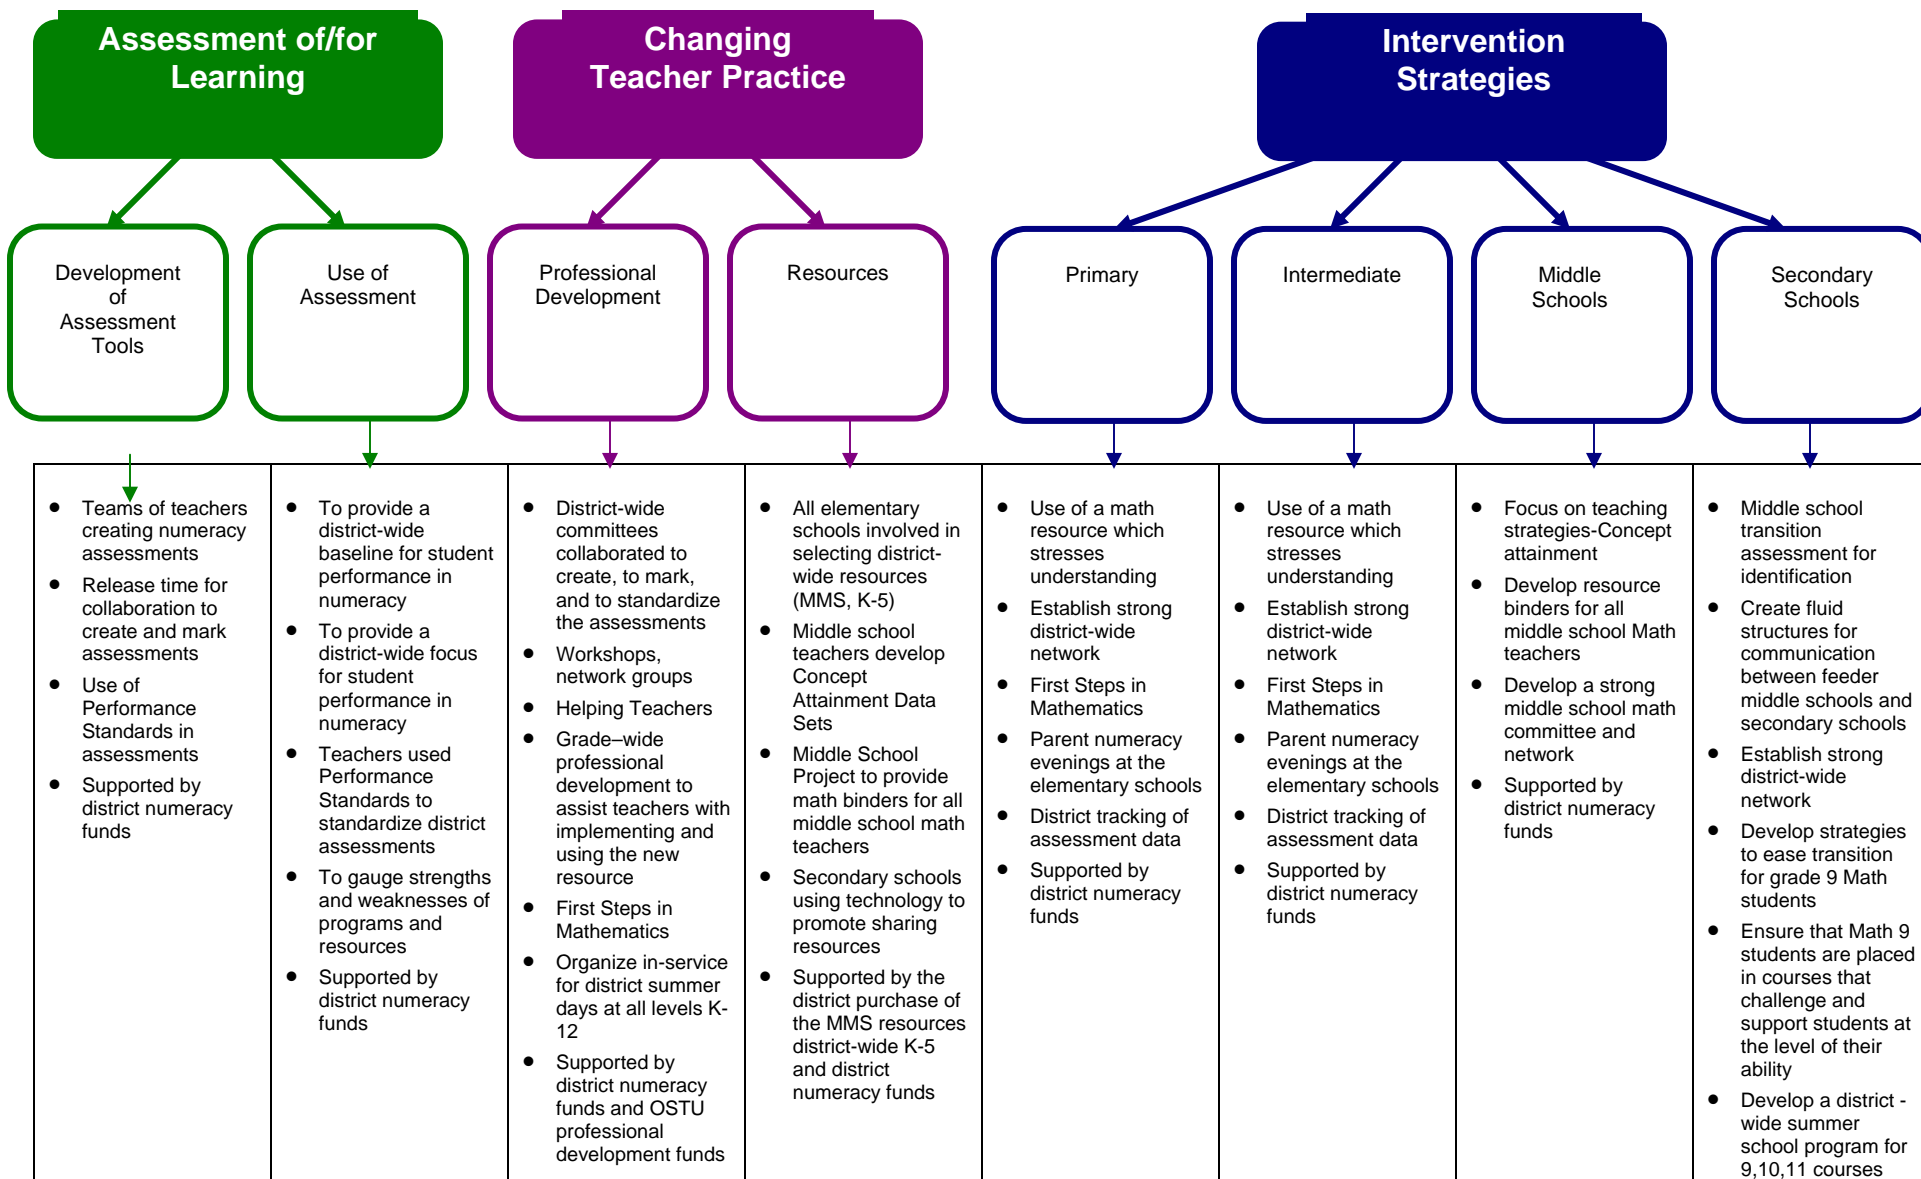 Assessment of/for
Learning
Changing
Teacher Practice
Intervention
Strategies
Development
of
Assessment
Tools
Use of
Assessment
Professional
Development
Resources
Primary
Intermediate
Middle
Schools
Secondary
Schools
• Teams of teachers
creating numeracy
assessments
• Release time for
collaboration to
create and mark
assessments
• Use of
Performance
Standards in
assessments
• Supported by
district numeracy
funds
• To provide a
district-wide
baseline for student
performance in
numeracy
• To provide a
district-wide focus
for student
performance in
numeracy
• Teachers used
Performance
Standards to
standardize district
assessments
• To gauge strengths
and weaknesses of
programs and
resources
• Supported by
district numeracy
funds
• District-wide
committees
collaborated to
create, to mark,
and to standardize
the assessments
• Workshops,
network groups
• Helping Teachers
• Grade–wide
professional
development to
assist teachers with
implementing and
using the new
resource
• First Steps in
Mathematics
• Organize in-service
for district summer
days at all levels K-
12
• Supported by
district numeracy
funds and OSTU
professional
development funds
• All elementary
schools involved in
selecting district-
wide resources
(MMS, K-5)
• Middle school
teachers develop
Concept
Attainment Data
Sets
• Middle School
Project to provide
math binders for all
middle school math
teachers
• Secondary schools
using technology to
promote sharing
resources
• Supported by the
district purchase of
the MMS resources
district-wide K-5
and district
numeracy funds
• Use of a math
resource which
stresses
understanding
• Establish strong
district-wide
network
• First Steps in
Mathematics
• Parent numeracy
evenings at the
elementary schools
• District tracking of
assessment data
• Supported by
district numeracy
funds
• Use of a math
resource which
stresses
understanding
• Establish strong
district-wide
network
• First Steps in
Mathematics
• Parent numeracy
evenings at the
elementary schools
• District tracking of
assessment data
• Supported by
district numeracy
funds
• Focus on teaching
strategies-Concept
attainment
• Develop resource
binders for all
middle school Math
teachers
• Develop a strong
middle school math
committee and
network
• Supported by
district numeracy
funds
• Middle school
transition
assessment for
identification
• Create fluid
structures for
communication
between feeder
middle schools and
secondary schools
• Establish strong
district-wide
network
• Develop strategies
to ease transition
for grade 9 Math
students
• Ensure that Math 9
students are placed
in courses that
challenge and
support students at
the level of their
ability
• Develop a district -
wide summer
school program for
9,10,11 courses